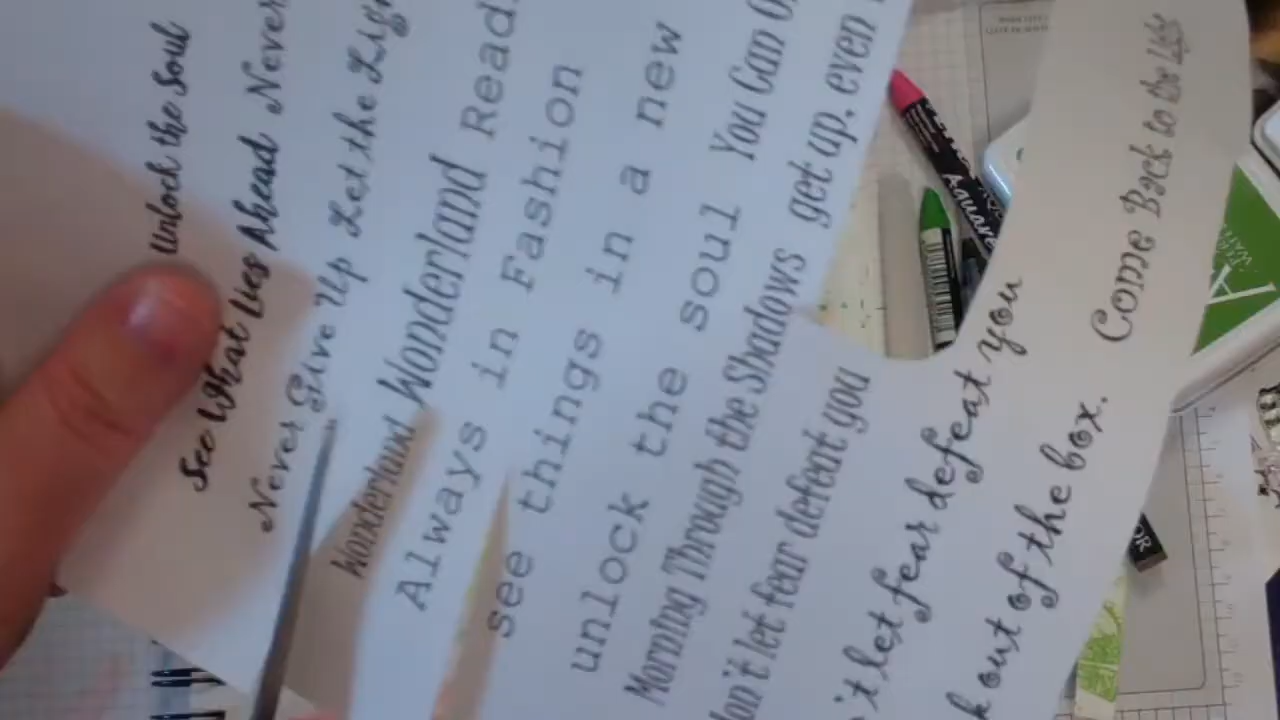 Unlock the Soul
See What Lies Ahead Never
Never Give Up Let the
Wonderland Wonderland
Always in Fashion
see things in a new
unlock the soul You Can
Morning Through the Shadows get up, even
let fear defeat you
let fear defeat you
out of the box. Come Back to the